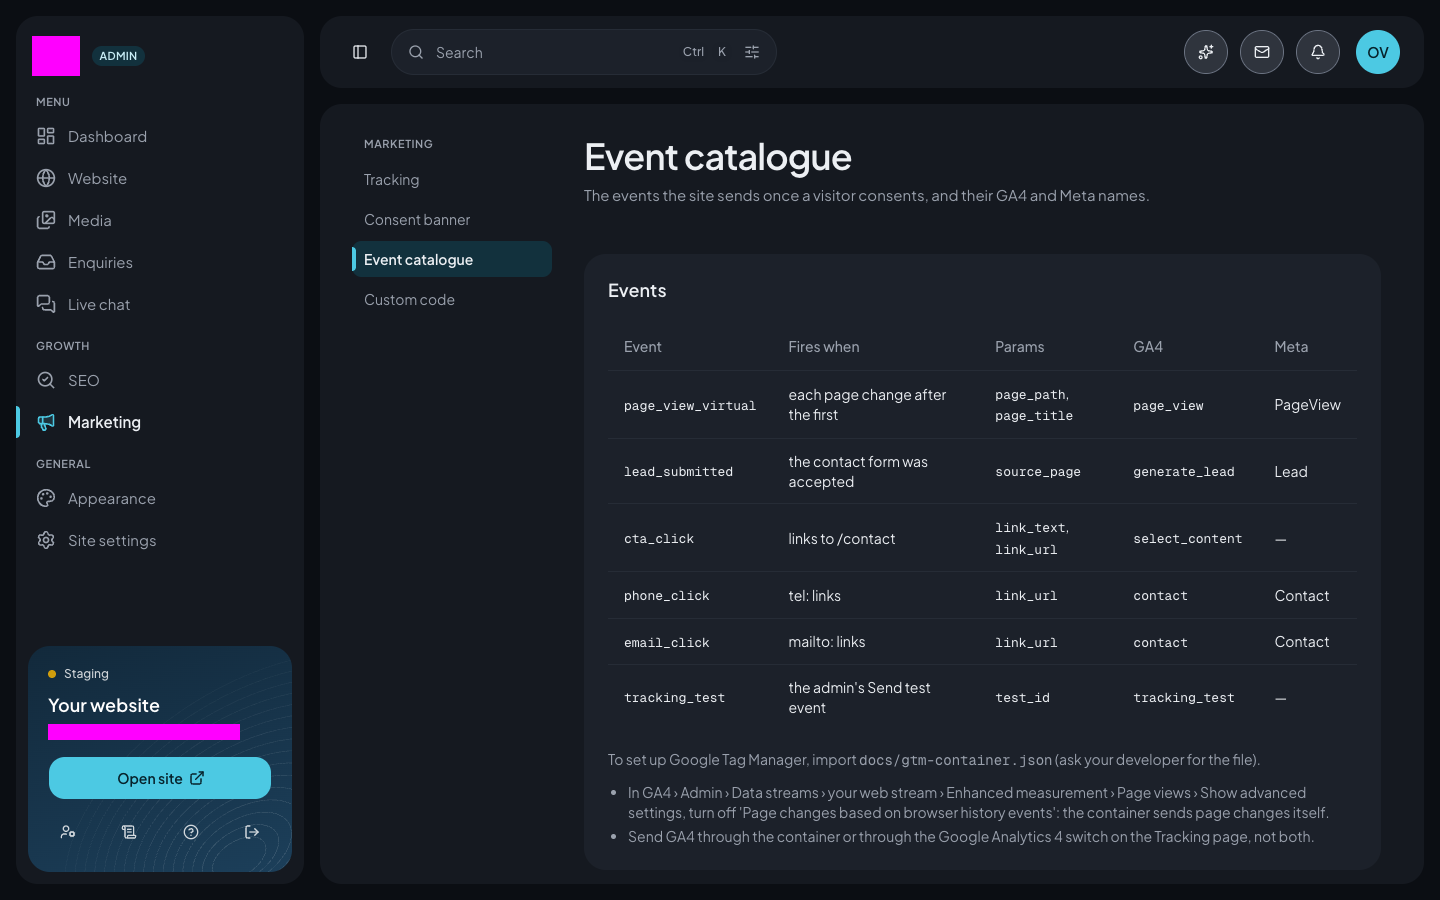 ADMIN
MENU
Dashboard
Website
Media
Enquiries
Live chat
GROWTH
SEO
Marketing
GENERAL
Appearance
Site settings
Staging
Your website
Open site
Search
Ctrl K
OV
MARKETING
Tracking
Consent banner
Event catalogue
Custom code
Event catalogue
The events the site sends once a visitor consents, and their GA4 and Meta names.
Events
Event Fires when Params GA4 Meta
page_view_virtual each page change after the first page_path, page_title page_view PageView
lead_submitted the contact form was accepted source_page generate_lead Lead
cta_click links to /contact link_text, link_url select_content —
phone_click tel: links link_url contact Contact
email_click mailto: links link_url contact Contact
tracking_test the admin's Send test event test_id tracking_test —
To set up Google Tag Manager, import docs/gtm-container.json (ask your developer for the file).
• In GA4 › Admin › Data streams › your web stream › Enhanced measurement › Page views › Show advanced
settings, turn off 'Page changes based on browser history events': the container sends page changes itself.
• Send GA4 through the container or through the Google Analytics 4 switch on the Tracking page, not both.